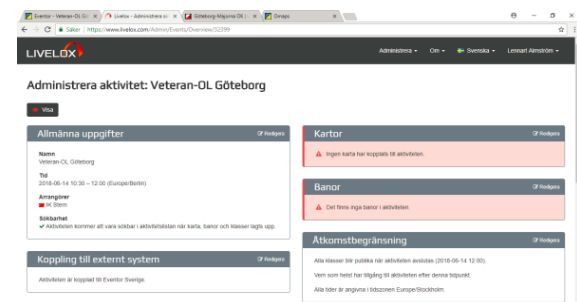 Eventor - Veteran-OL Gö
Livelox - Administrera ak
Göteborg-Majorna OK |
Omaps
Säker | https://www.livelox.com/Admin/Events/Overview/32399
LIVELOX
Administrera
Om
Svenska
Lennart Almström
Administrera aktivitet: Veteran-OL Göteborg
Visa
Allmänna uppgifter
Redigera
Namn
Veteran-OL Göteborg
Tid
2018-06-14 10:30 – 12:00 (Europe/Berlin)
Arrangörer
IK Stern
Sökbarhet
Aktiviteten kommer att vara sökbar i aktivitetslistan när karta, banor och klasser lagts upp.
Koppling till externt system
Redigera
Aktiviteten är kopplad till Eventor Sverige.
Kartor
Redigera
Ingen karta har kopplats till aktiviteten.
Banor
Redigera
Det finns inga banor i aktiviteten.
Åtkomstbegränsning
Redigera
Alla klasser blir publika när aktiviteten avslutas (2018-06-14 12:00).
Vem som helst har tillgång till aktiviteten efter denna tidpunkt.
Alla tider är angivna i tidszonen Europe/Stockholm.